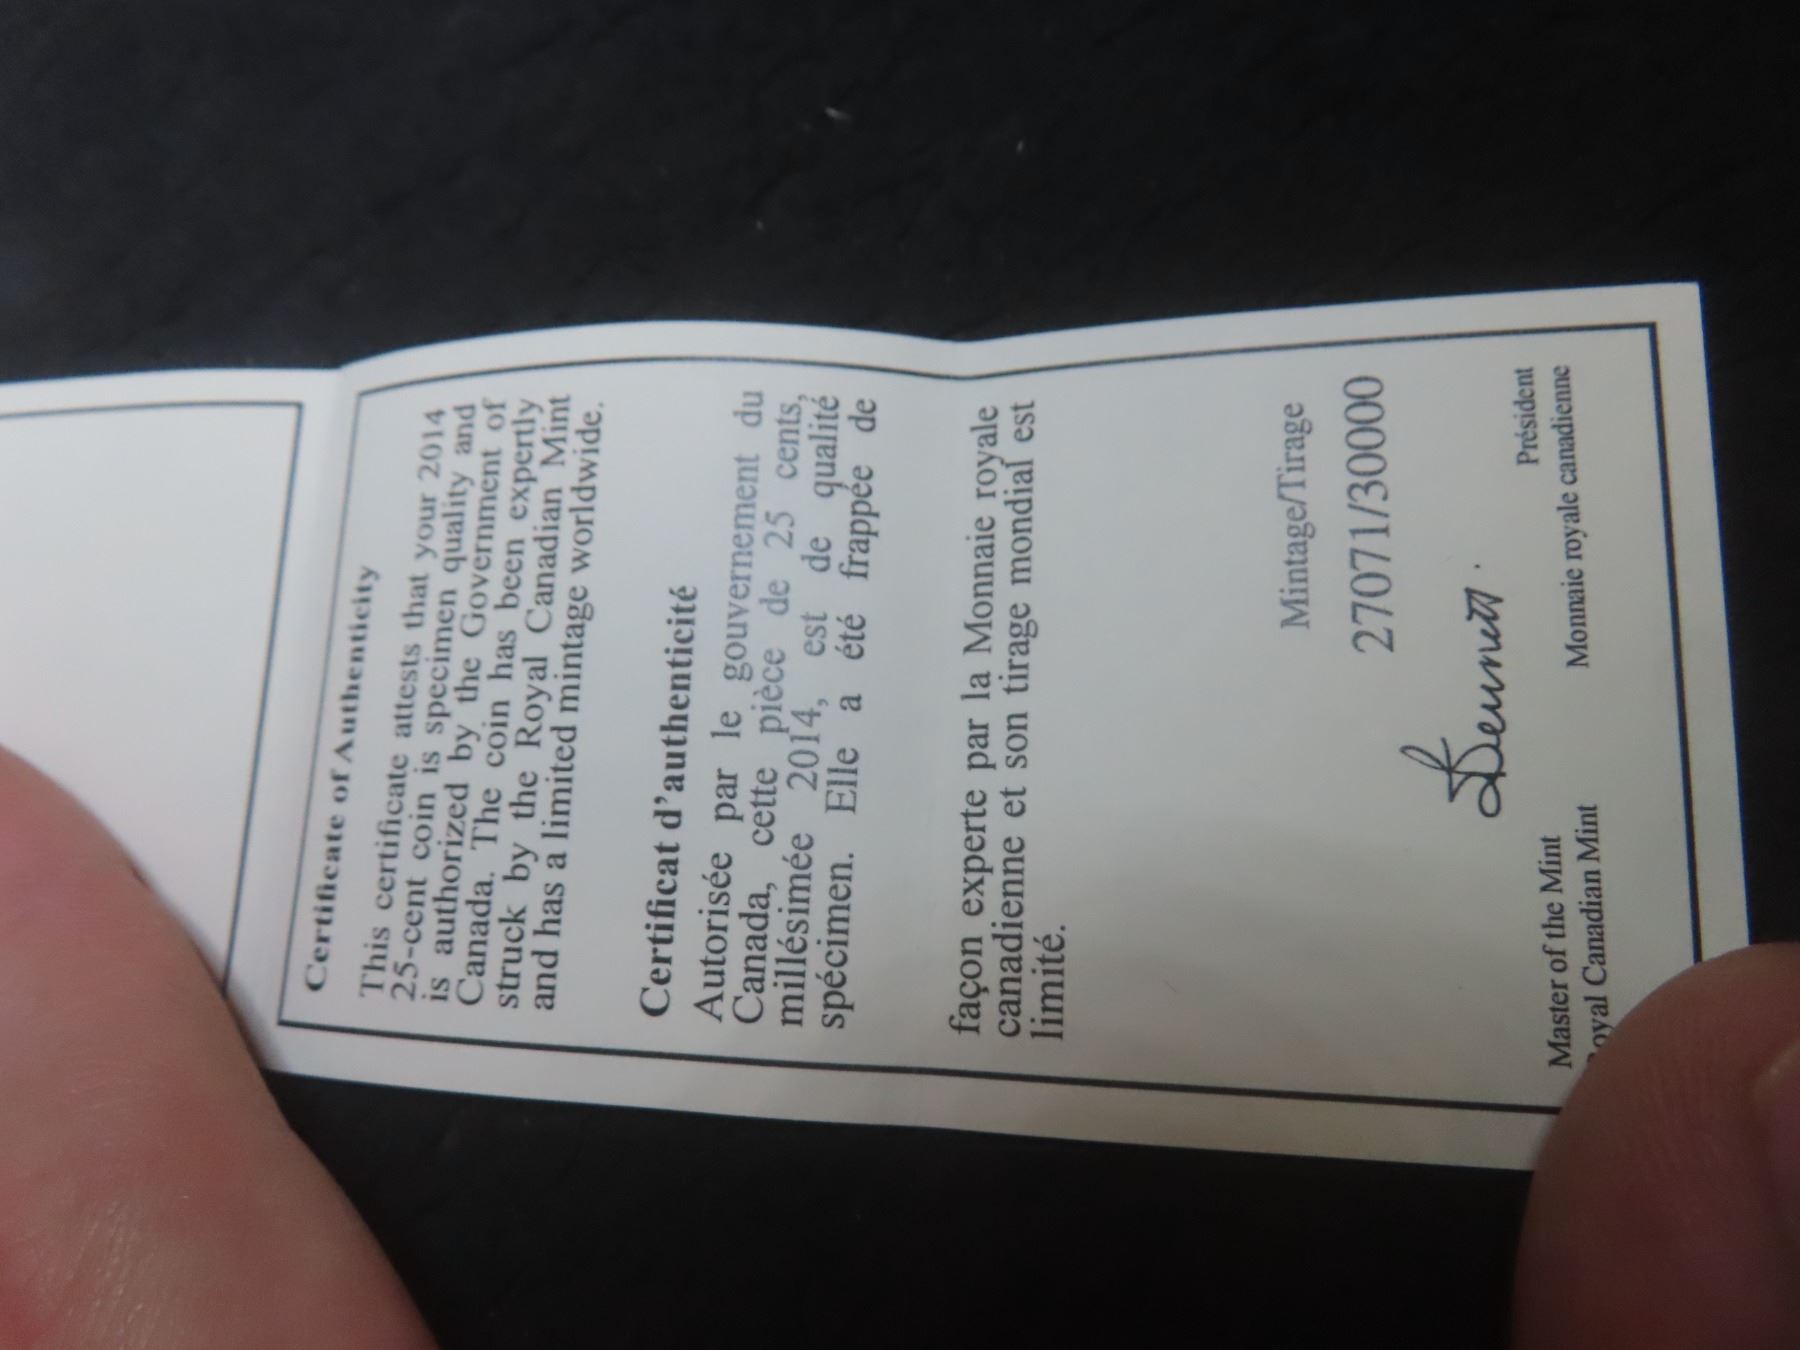 Certificate of Authenticity
This certificate attests that your 2014
25-cent coin is specimen quality and
is authorized by the Government of
Canada. The coin has been expertly
struck by the Royal Canadian Mint
and has a limited mintage worldwide.
Certificat d'authenticité
Autorisée par le gouvernement du
Canada, cette pièce de 25 cents,
millésimée 2014, est de qualité
spécimen. Elle a été frappée de
façon experte par la Monnaie royale
canadienne et son tirage mondial est
limité.
Mintage/Tirage
27071/30000
Master of the Mint
Royal Canadian Mint
Président
Monnaie royale canadienne